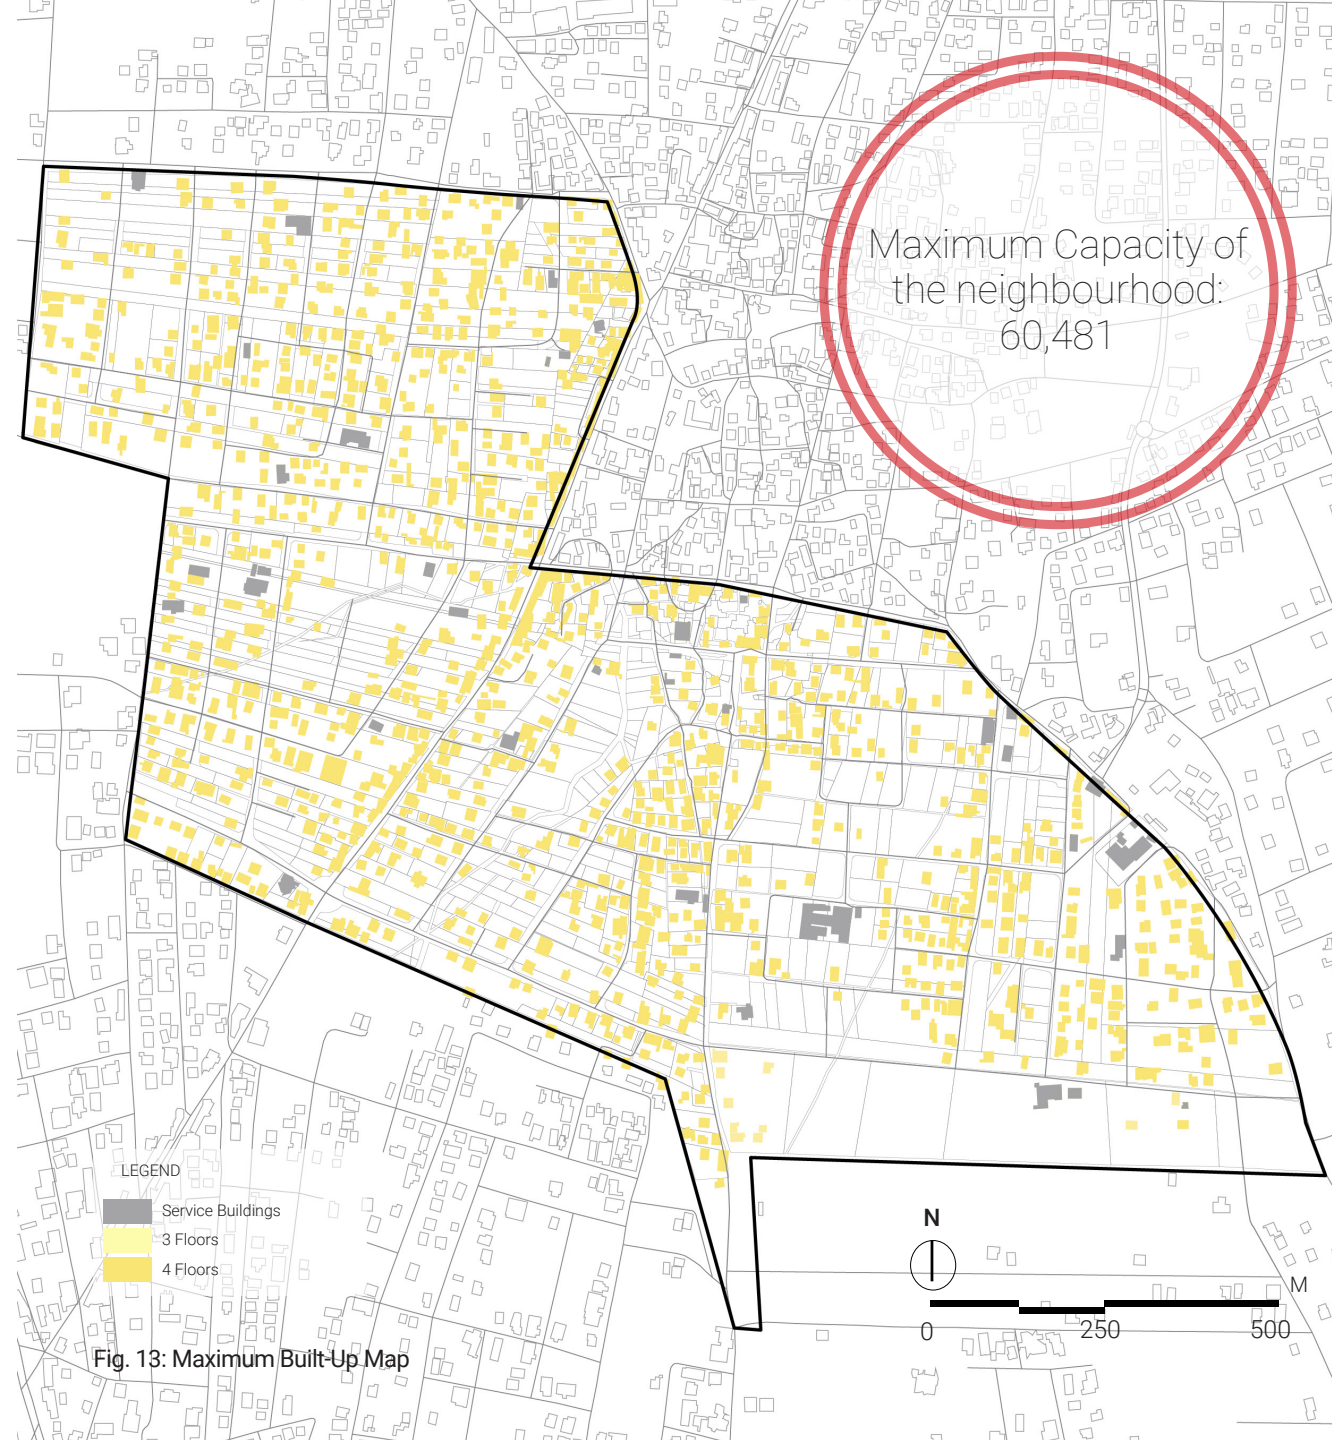 Maximum Capacity of
the neighbourhood:
60,481
LEGEND
Service Buildings
3 Floors
4 Floors
N
M
0
250
500
Fig. 13: Maximum Built-Up Map